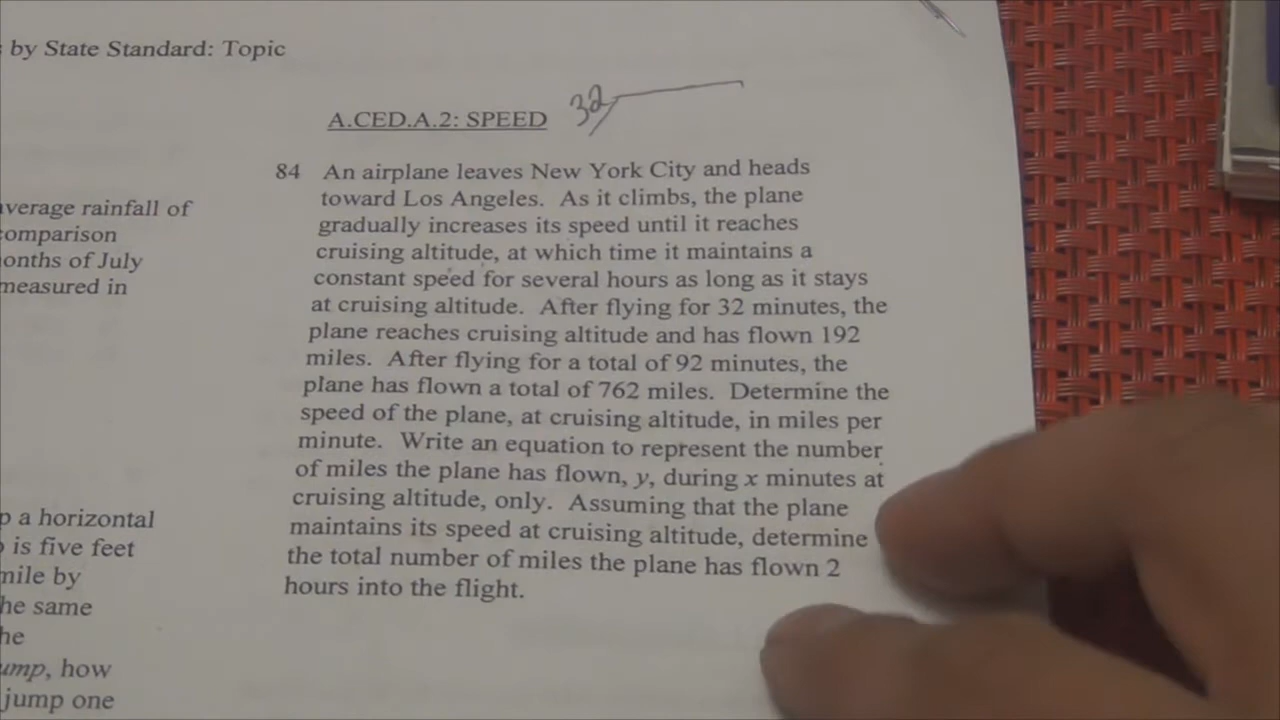 by State Standard: Topic
average rainfall of
comparison
onths of July
measured in
p a horizontal
is five feet
mile by
he same
he
ump, how
jump one
A.CED.A.2: SPEED 32
84 An airplane leaves New York City and heads
toward Los Angeles. As it climbs, the plane
gradually increases its speed until it reaches
cruising altitude, at which time it maintains a
constant speed for several hours as long as it stays
at cruising altitude. After flying for 32 minutes, the
plane reaches cruising altitude and has flown 192
miles. After flying for a total of 92 minutes, the
plane has flown a total of 762 miles. Determine the
speed of the plane, at cruising altitude, in miles per
minute. Write an equation to represent the number
of miles the plane has flown, y, during x minutes at
cruising altitude, only. Assuming that the plane
maintains its speed at cruising altitude, determine
the total number of miles the plane has flown 2
hours into the flight.